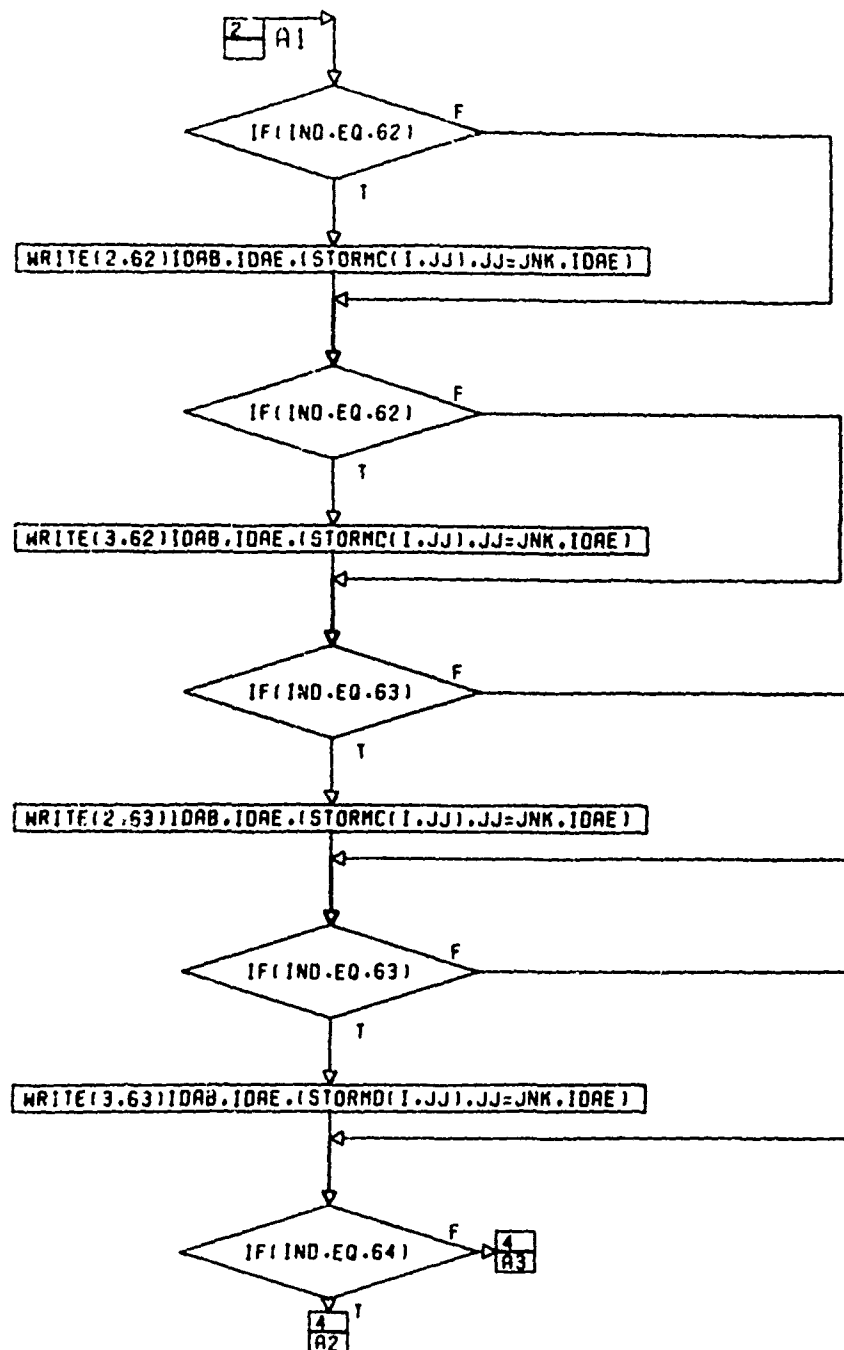 2
A1
IF(IND.EQ.62)
F
T
WRITE(2,62)IDAB,IDAE,(STORMC(I,JJ),JJ=JNK,IDAE)
IF(IND.EQ.62)
F
T
WRITE(3,62)IDAB,IDAE,(STORMD(I,JJ),JJ=JNK,IDAE)
IF(IND.EQ.63)
F
T
WRITE(2,63)IDAB,IDAE,(STORMC(I,JJ),JJ=JNK,IDAE)
IF(IND.EQ.63)
F
T
WRITE(3,63)IDAB,IDAE,(STORMD(I,JJ),JJ=JNK,IDAE)
IF(IND.EQ.64)
F
4
A3
T
4
A2